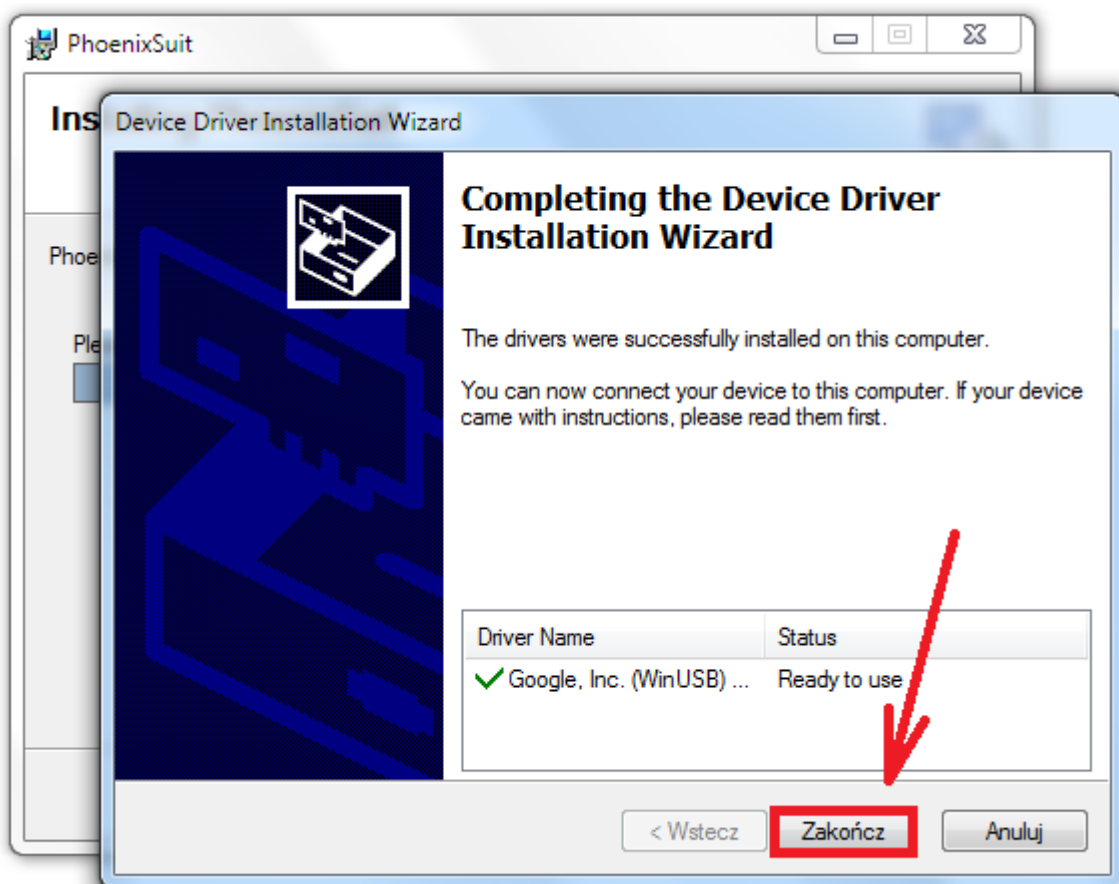 PhoenixSuit
Ins
Device Driver Installation Wizard
Completing the Device Driver
Installation Wizard
Phoe
The drivers were successfully installed on this computer.
Ple
You can now connect your device to this computer. If your device
came with instructions, please read them first.
Driver Name Status
Google, Inc. (WinUSB) ... Ready to use
< Wstecz Zakończ Anuluj